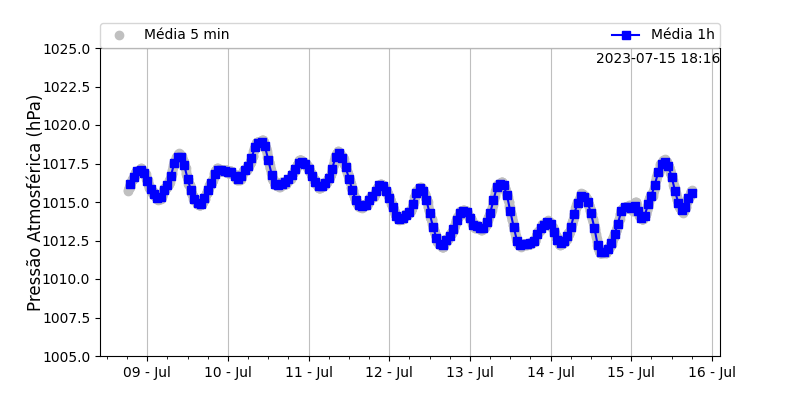 Média 5 min
Média 1h
2023-07-15 18:16
Pressão Atmosférica (hPa)
1025.0
1022.5
1020.0
1017.5
1015.0
1012.5
1010.0
1007.5
1005.0
09 - Jul
10 - Jul
11 - Jul
12 - Jul
13 - Jul
14 - Jul
15 - Jul
16 - Jul